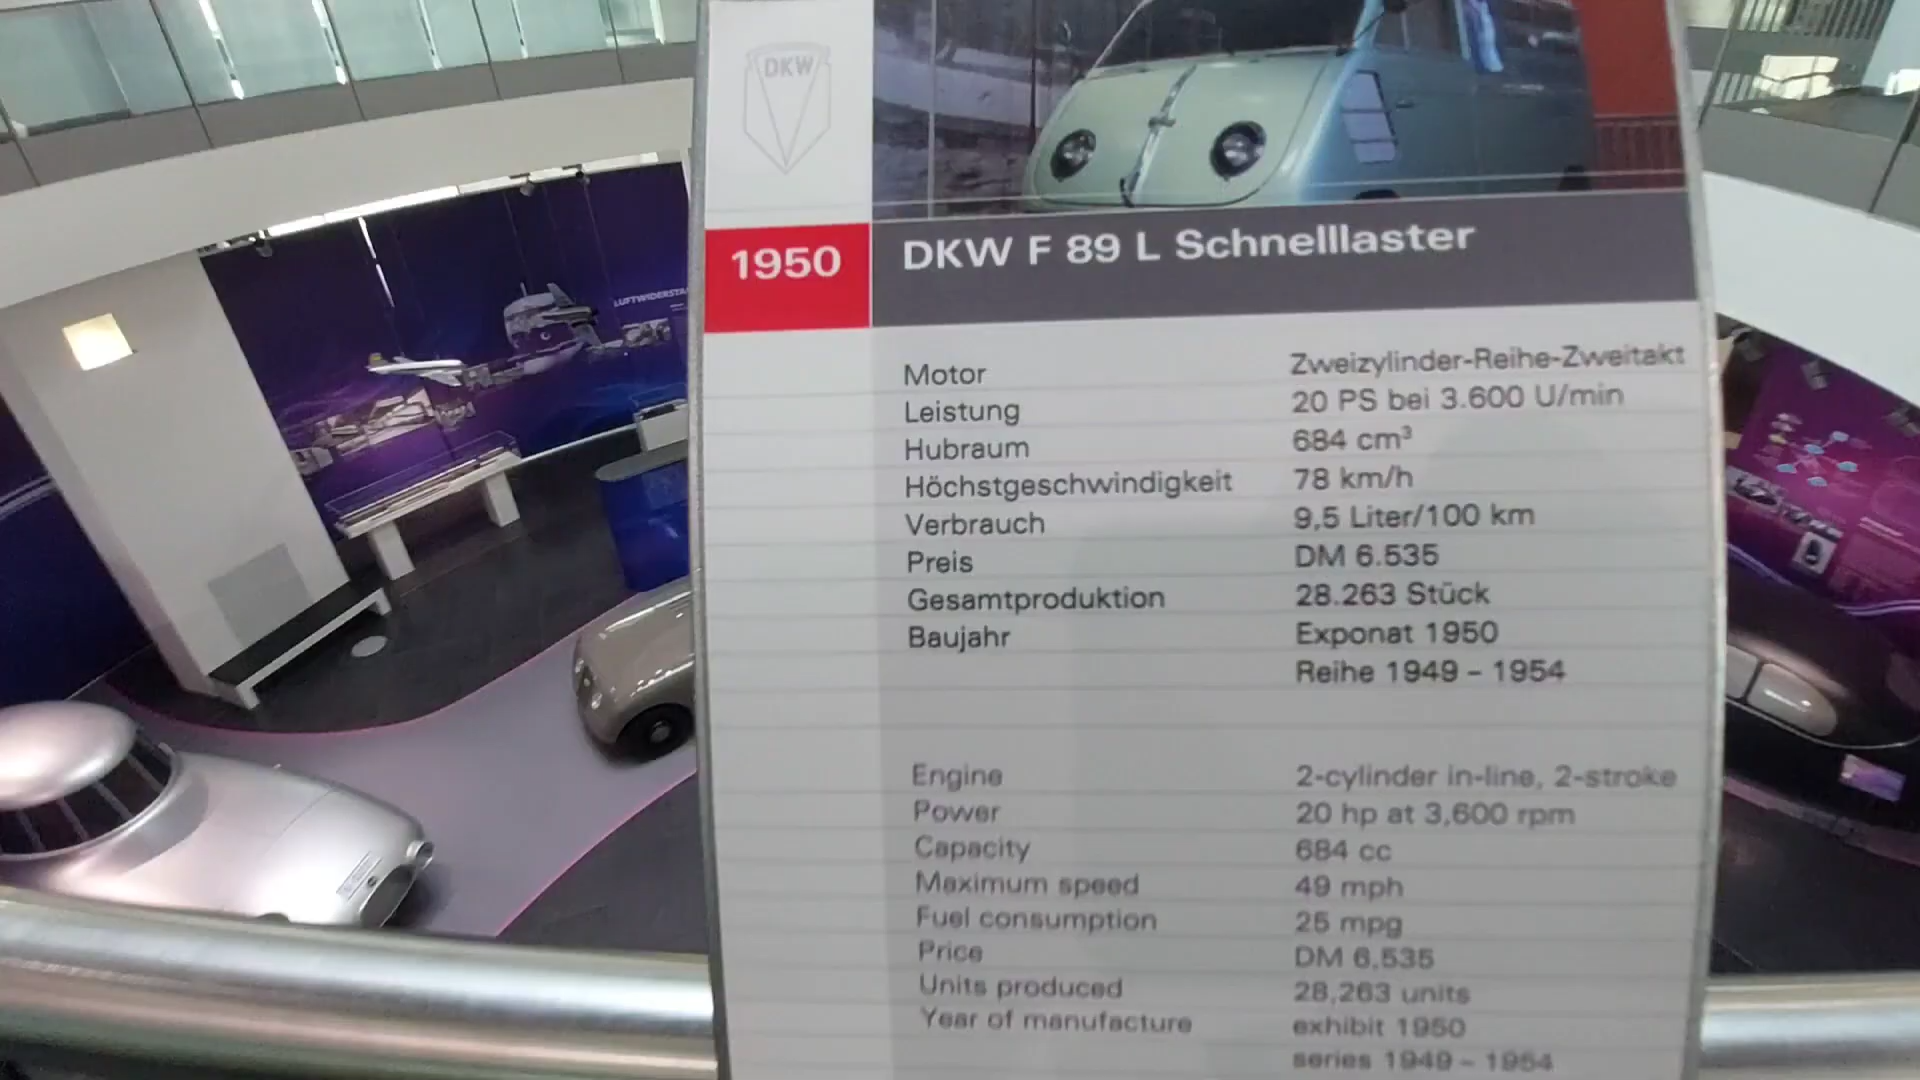 DKW
1950
DKW F 89 L Schnelllaster
Motor Zweizylinder-Reihe-Zweitakt
Leistung 20 PS bei 3.600 U/min
Hubraum 684 cm³
Höchstgeschwindigkeit 78 km/h
Verbrauch 9,5 Liter/100 km
Preis DM 6.535
Gesamtproduktion 28.263 Stück
Baujahr Exponat 1950
Reihe 1949 – 1954
Engine 2-cylinder in-line, 2-stroke
Power 20 hp at 3,600 rpm
Capacity 684 cc
Maximum speed 49 mph
Fuel consumption 25 mpg
Price DM 6,535
Units produced 28,263 units
Year of manufacture exhibit 1950
series 1949 – 1954